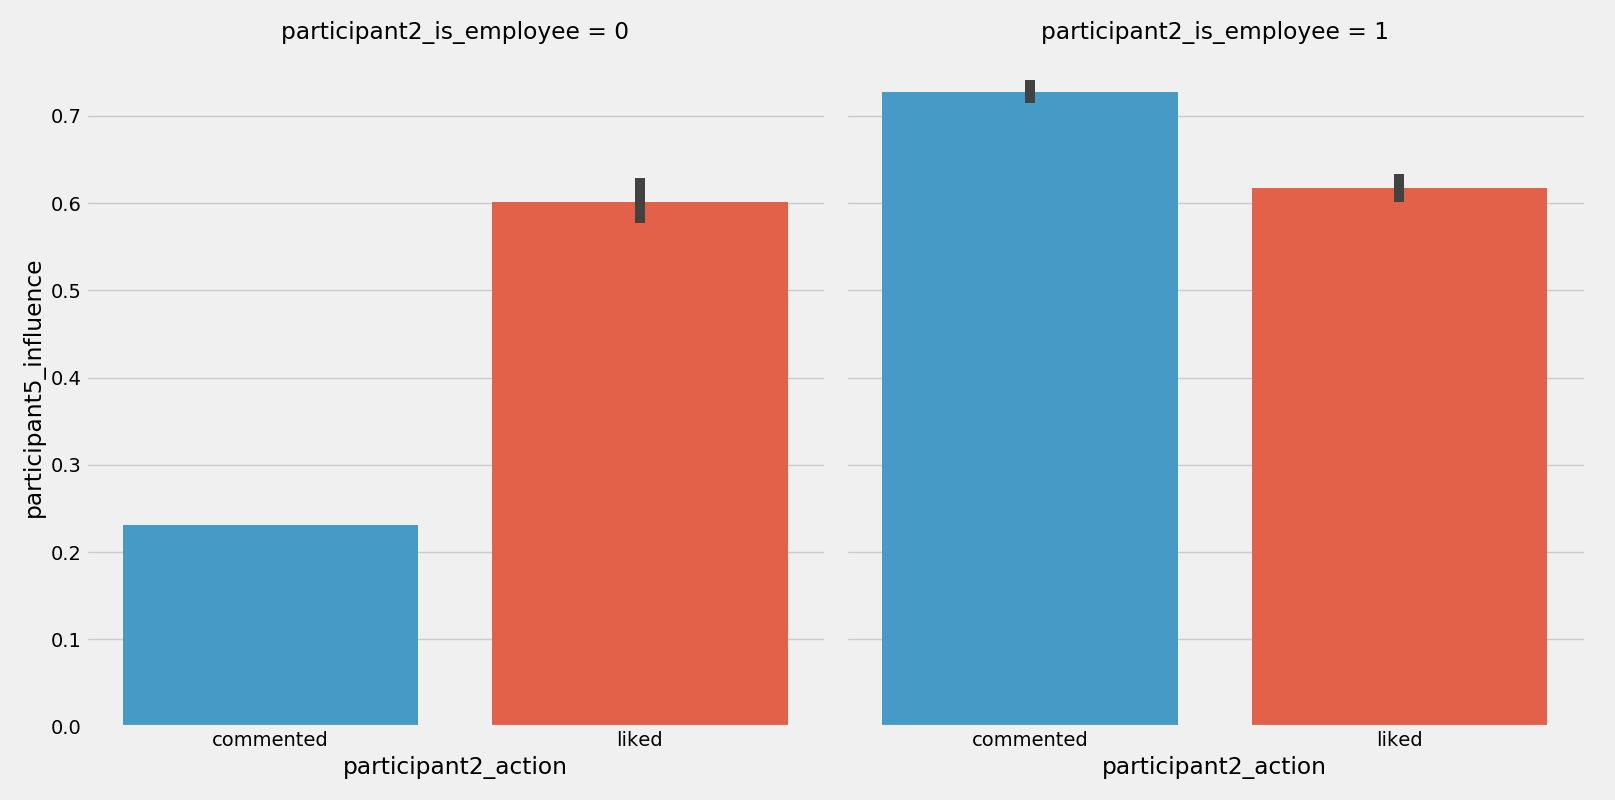 participant2_is_employee = 0
participant2_is_employee = 1
participant5_influence
0.7
0.6
0.5
0.4
0.3
0.2
0.1
0.0
commented liked
commented liked
participant2_action
participant2_action